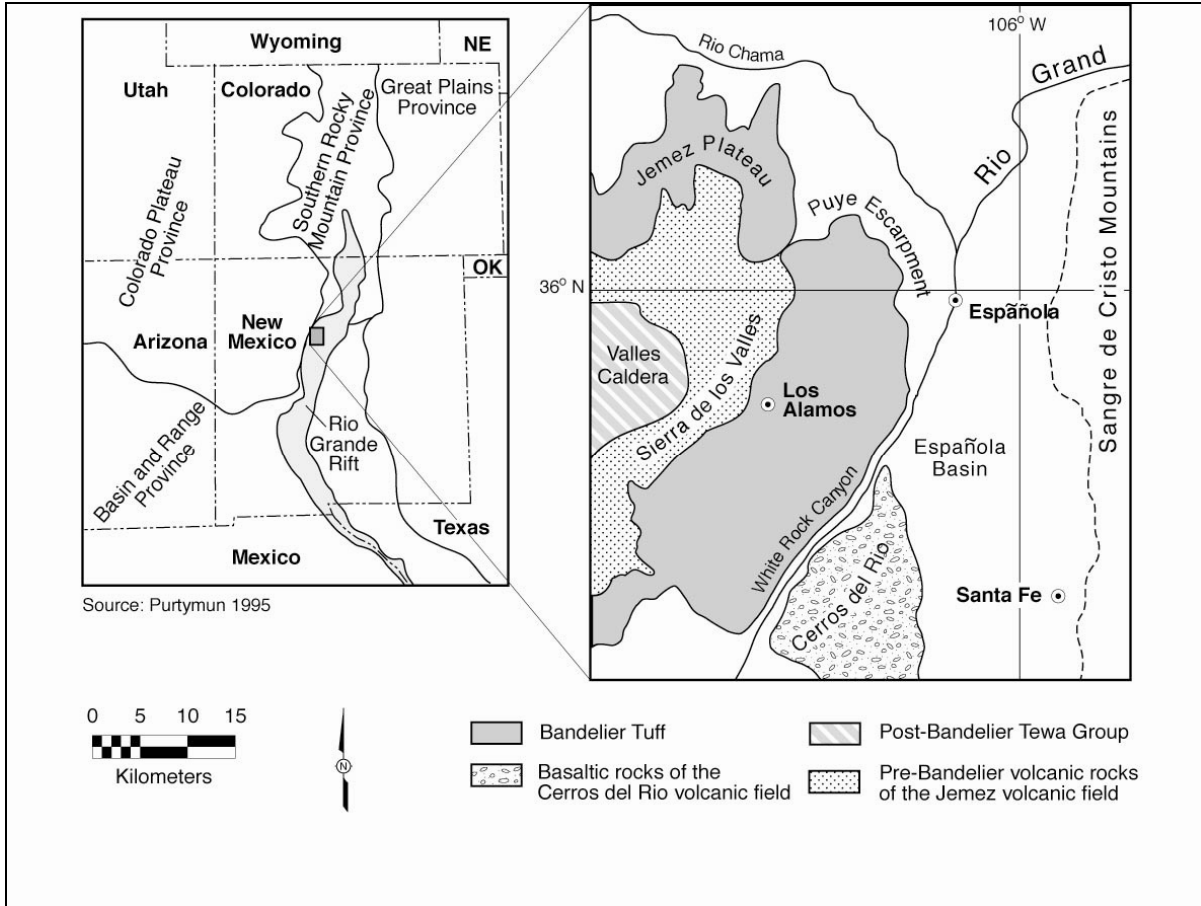 Wyoming
NE
Utah
Colorado
Great Plains
Province
Southern Rocky
Mountain Province
Colorado Plateau
Province
OK
New
Mexico
Arizona
Rio
Grande
Rift
Basin and Range
Province
Texas
Mexico
Source: Purtymun 1995
106° W
Rio Chama
Grand
Rio
Jemez Plateau
Puye Escarpment
36° N
Española
Sangre de Cristo Mountains
Valles
Caldera
Sierra de los Valles
Los
Alamos
Española
Basin
White Rock Canyon
Cerros del Rio
Santa Fe
0 5 10 15
Kilometers
N
Bandelier Tuff
Basaltic rocks of the
Cerros del Rio volcanic field
Post-Bandelier Tewa Group
Pre-Bandelier volcanic rocks
of the Jemez volcanic field